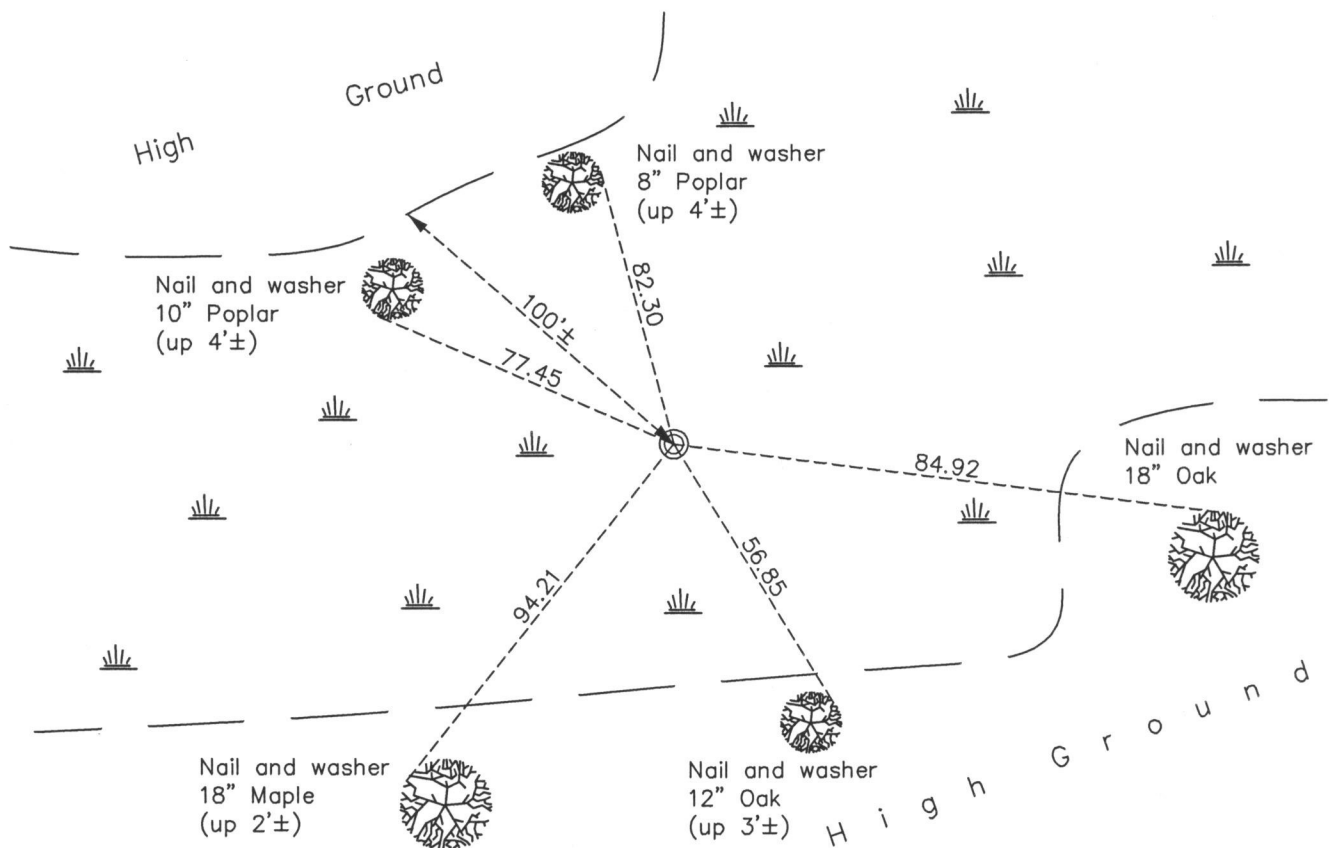 High Ground
Nail and washer
8” Poplar
(up 4’±)
Nail and washer
10” Poplar
(up 4’±)
100’±
82.30
77.45
84.92
Nail and washer
18” Oak
56.85
94.21
Nail and washer
18” Maple
(up 2’±)
Nail and washer
12” Oak
(up 3’±)
High Ground